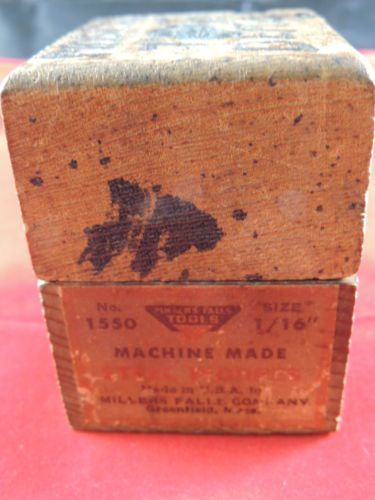 No. 1550
MILLERS FALLS
TOOLS
"SIZE"
1/16"
MACHINE MADE
Made in U.S.A. by
MILLERS FALLS COMPANY
Greenfield, Mass.